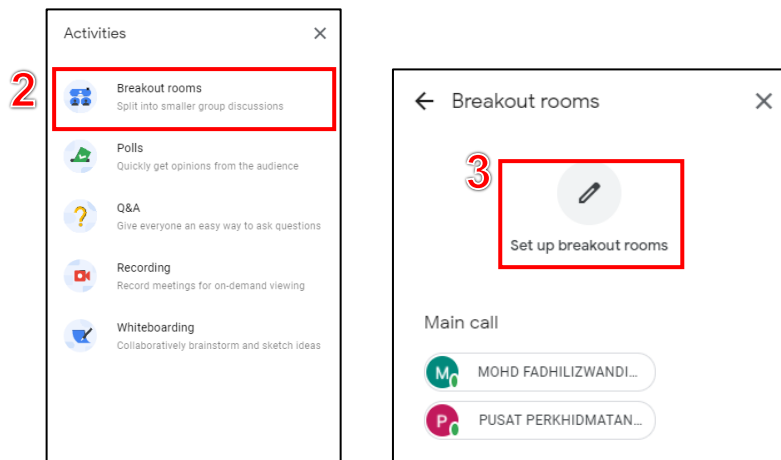 Activities
2
Breakout rooms
Split into smaller group discussions
Polls
Quickly get opinions from the audience
Q&A
Give everyone an easy way to ask questions
Recording
Record meetings for on-demand viewing
Whiteboarding
Collaboratively brainstorm and sketch ideas
Breakout rooms
3
Set up breakout rooms
Main call
M
MOHD FADHILIZWANDI...
P
PUSAT PERKHIDMATAN...